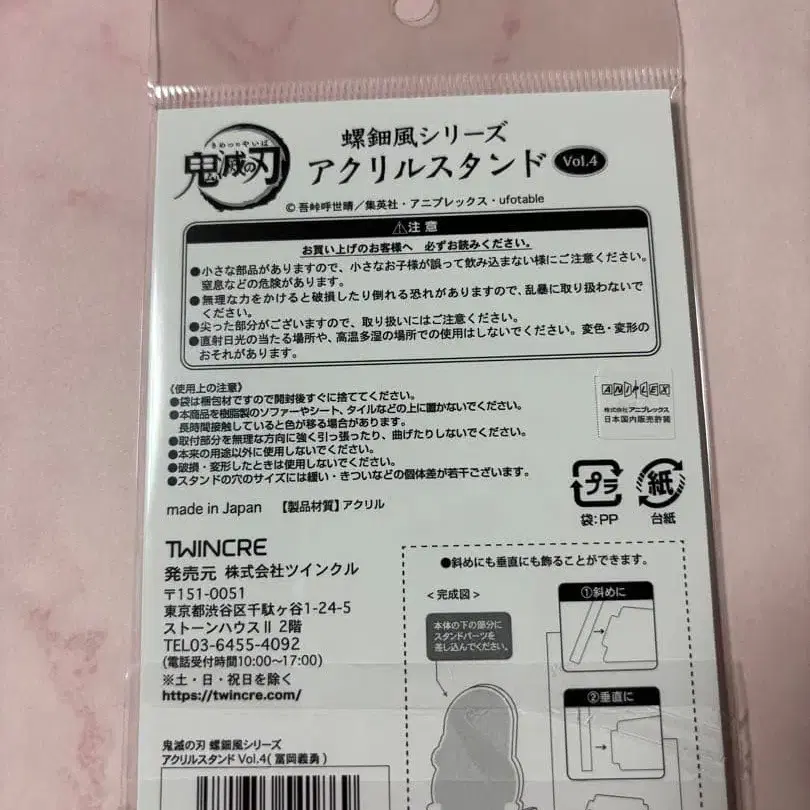 きめつのやいば
鬼滅の刃
螺鈿風シリーズ
アクリルスタンド Vol.4
© 吾峠呼世晴／集英社・アニプレックス・ufotable
⚠注意
お買い上げのお客様へ 必ずお読みください。
●小さな部品がありますので、小さなお子様が誤って飲み込まない様にご注意ください。
窒息などの危険があります。
●無理な力をかけると破損したり倒れる恐れがありますので、乱暴に取り扱わないで
ください。
●尖った部分がございますので、取り扱いにはご注意ください。
●直射日光の当たる場所や、高温多湿の場所での使用はしないでください。変色・変形の
おそれがあります。
《使用上の注意》
●袋は梱包材ですので開封後すぐに捨ててください。
●本商品を樹脂製のソファーやシート、タイルなどの上に置かないでください。
長時間接触していると色が移る場合があります。
●取付部分を無理な方向に強く引っ張ったり、曲げたりしないでください。
●本来の用途以外に使用しないでください。
●破損・変形したときは使用しないでください。
●スタンドの穴のサイズには緩い・きついなどの個体差が若干ございます。
ANIPLEX
株式会社アニプレックス
日本国内販売許諾
プラ
袋:PP
紙
台紙
made in Japan 【製品材質】アクリル
TWINCRE
発売元 株式会社ツインクル
〒151-0051
東京都渋谷区千駄ヶ谷1-24-5
ストーンハウスⅡ 2階
TEL03-6455-4092
(電話受付時間10:00〜17:00)
※土・日・祝日を除く
https://twincre.com/
鬼滅の刃 螺鈿風シリーズ
アクリルスタンド Vol.4(冨岡義勇)
●斜めにも垂直にも飾ることができます。
<完成図>
本体の下の部分に
スタンドパーツを
差し込んでください。
①斜めに
②垂直に